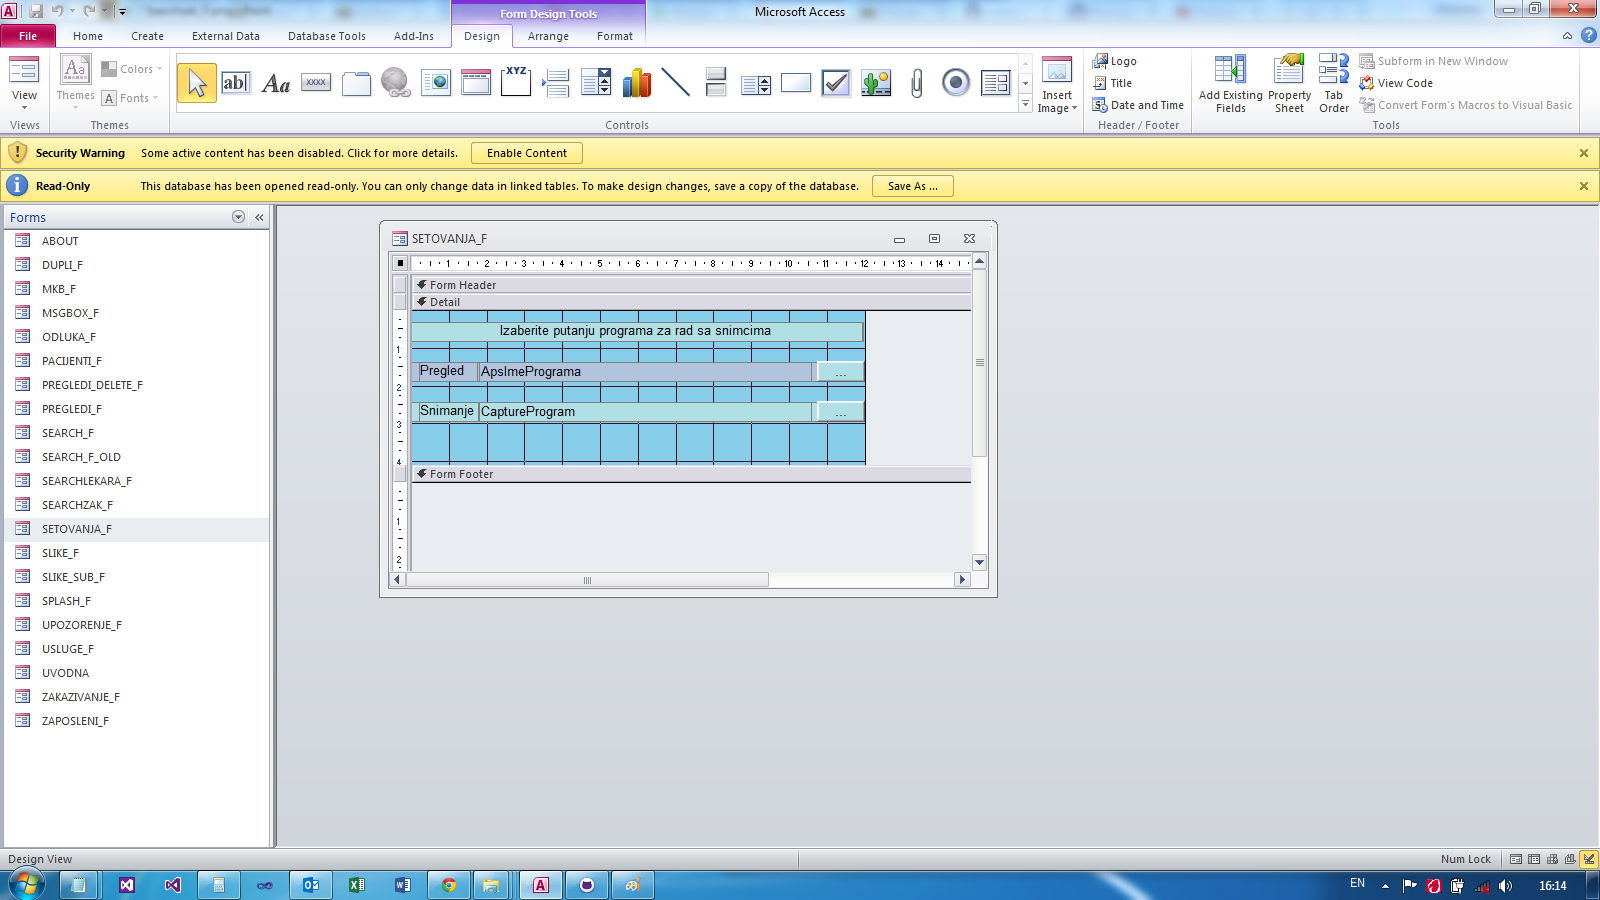 Form Design Tools
Microsoft Access
File
Home
Create
External Data
Database Tools
Add-Ins
Design
Arrange
Format
View
Views
Themes
Colors
Fonts
Themes
ab|
Aa
XXXX
XYZ
Controls
Insert
Image
Logo
Title
Date and Time
Header / Footer
Add Existing
Fields
Property
Sheet
Tab
Order
Subform in New Window
View Code
Convert Form's Macros to Visual Basic
Tools
Security Warning Some active content has been disabled. Click for more details. Enable Content
Read-Only This database has been opened read-only. You can only change data in linked tables. To make design changes, save a copy of the database. Save As ...
Forms
ABOUT
DUPLI_F
MKB_F
MSGBOX_F
ODLUKA_F
PACIJENTI_F
PREGLEDI_DELETE_F
PREGLEDI_F
SEARCH_F
SEARCH_F_OLD
SEARCHLEKARA_F
SEARCHZAK_F
SETOVANJA_F
SLIKE_F
SLIKE_SUB_F
SPLASH_F
UPOZORENJE_F
USLUGE_F
UVODNA
ZAKAZIVANJE_F
ZAPOSLENI_F
SETOVANJA_F
1 2 3 4 5 6 7 8 9 10 11 12 13 14
Form Header
Detail
Izaberite putanju programa za rad sa snimcima
1
Pregled ApsImePrograma ...
2
Snimanje CaptureProgram ...
3
4
Form Footer
1
2
Design View
Num Lock
EN
16:14